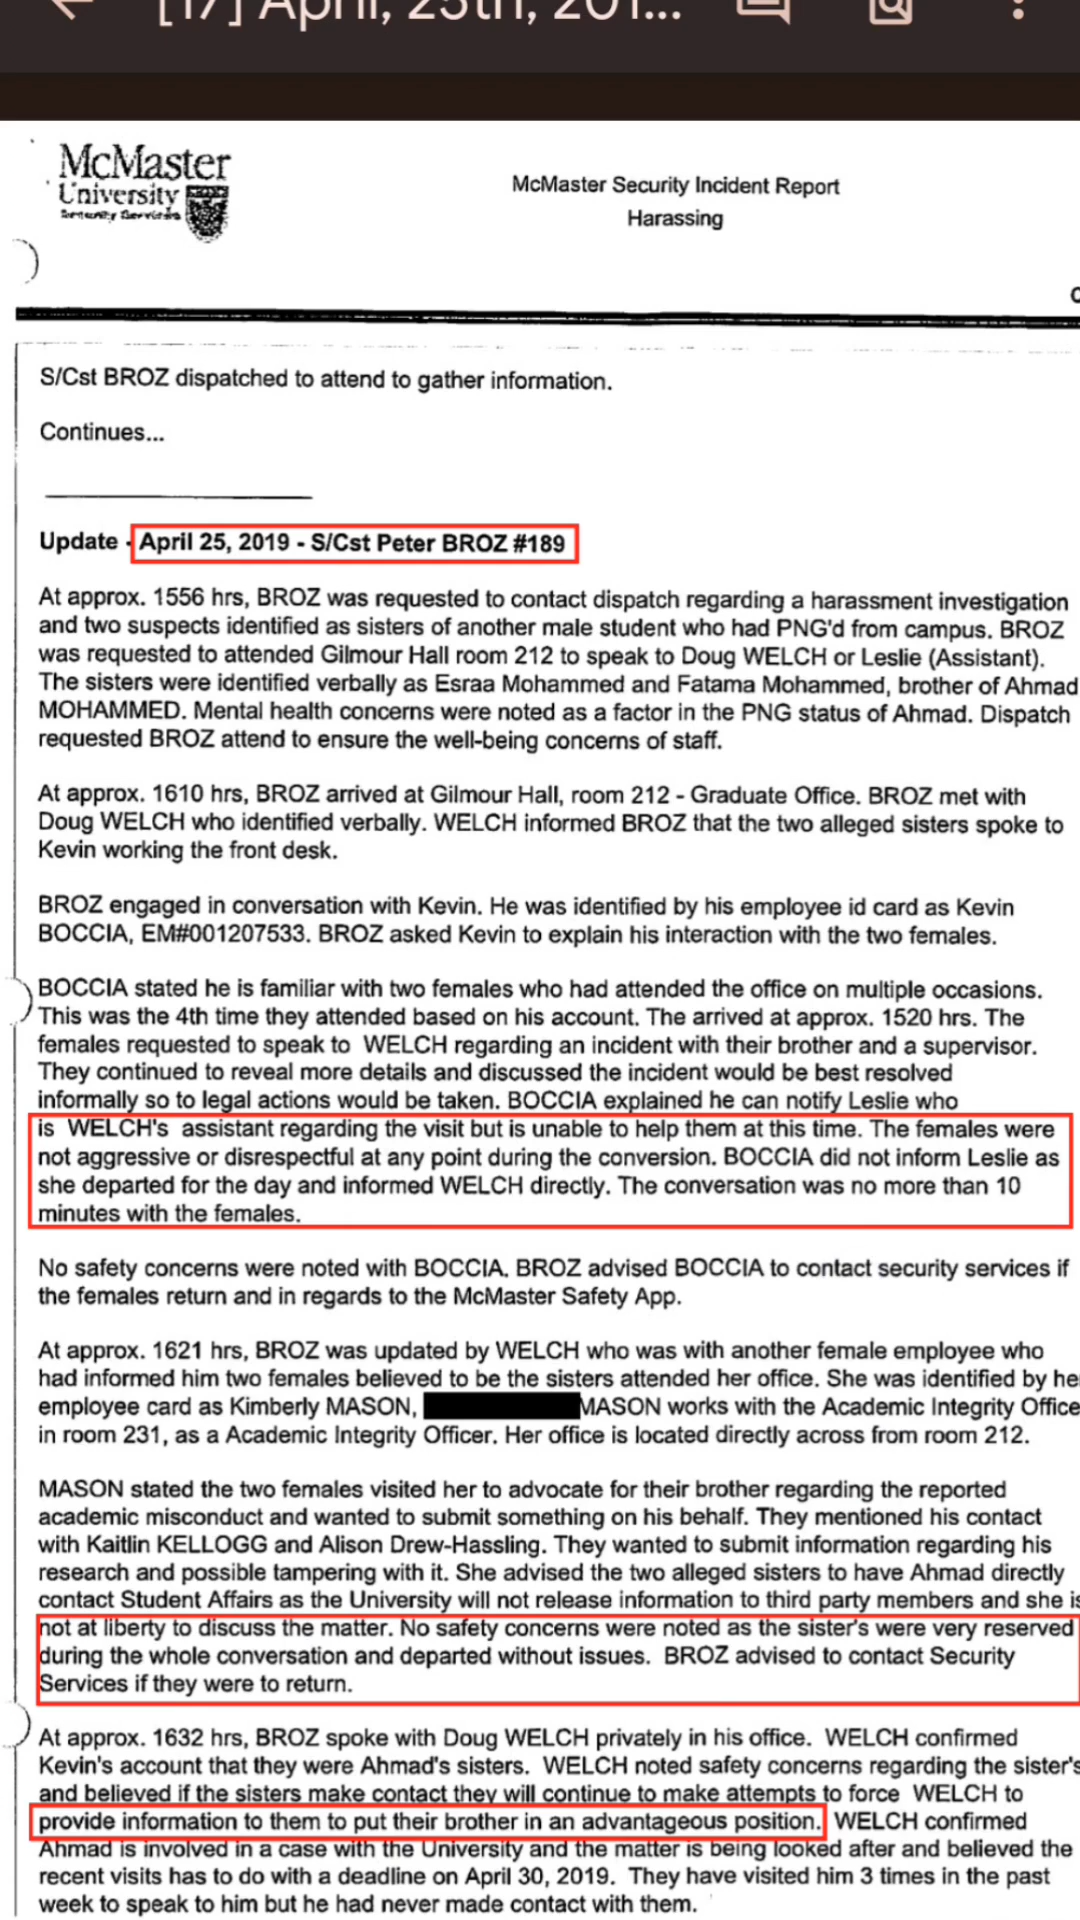 [17] April, 25th, 201...
McMaster
University
Security Services
McMaster Security Incident Report
Harassing
S/Cst BROZ dispatched to attend to gather information.
Continues...
Update - April 25, 2019 - S/Cst Peter BROZ #189
At approx. 1556 hrs, BROZ was requested to contact dispatch regarding a harassment investigation
and two suspects identified as sisters of another male student who had PNG'd from campus. BROZ
was requested to attended Gilmour Hall room 212 to speak to Doug WELCH or Leslie (Assistant).
The sisters were identified verbally as Esraa Mohammed and Fatama Mohammed, brother of Ahmad
MOHAMMED. Mental health concerns were noted as a factor in the PNG status of Ahmad. Dispatch
requested BROZ attend to ensure the well-being concerns of staff.
At approx. 1610 hrs, BROZ arrived at Gilmour Hall, room 212 - Graduate Office. BROZ met with
Doug WELCH who identified verbally. WELCH informed BROZ that the two alleged sisters spoke to
Kevin working the front desk.
BROZ engaged in conversation with Kevin. He was identified by his employee id card as Kevin
BOCCIA, EM#001207533. BROZ asked Kevin to explain his interaction with the two females.
BOCCIA stated he is familiar with two females who had attended the office on multiple occasions.
This was the 4th time they attended based on his account. The arrived at approx. 1520 hrs. The
females requested to speak to WELCH regarding an incident with their brother and a supervisor.
They continued to reveal more details and discussed the incident would be best resolved
informally so to legal actions would be taken. BOCCIA explained he can notify Leslie who
is WELCH's assistant regarding the visit but is unable to help them at this time. The females were
not aggressive or disrespectful at any point during the conversion. BOCCIA did not inform Leslie as
she departed for the day and informed WELCH directly. The conversation was no more than 10
minutes with the females.
No safety concerns were noted with BOCCIA. BROZ advised BOCCIA to contact security services if
the females return and in regards to the McMaster Safety App.
At approx. 1621 hrs, BROZ was updated by WELCH who was with another female employee who
had informed him two females believed to be the sisters attended her office. She was identified by he
employee card as Kimberly MASON, MASON works with the Academic Integrity Office
in room 231, as a Academic Integrity Officer. Her office is located directly across from room 212.
MASON stated the two females visited her to advocate for their brother regarding the reported
academic misconduct and wanted to submit something on his behalf. They mentioned his contact
with Kaitlin KELLOGG and Alison Drew-Hassling. They wanted to submit information regarding his
research and possible tampering with it. She advised the two alleged sisters to have Ahmad directly
contact Student Affairs as the University will not release information to third party members and she is
not at liberty to discuss the matter. No safety concerns were noted as the sister's were very reserved
during the whole conversation and departed without issues. BROZ advised to contact Security
Services if they were to return.
At approx. 1632 hrs, BROZ spoke with Doug WELCH privately in his office. WELCH confirmed
Kevin's account that they were Ahmad's sisters. WELCH noted safety concerns regarding the sister's
and believed if the sisters make contact they will continue to make attempts to force WELCH to
provide information to them to put their brother in an advantageous position. WELCH confirmed
Ahmad is involved in a case with the University and the matter is being looked after and believed the
recent visits has to do with a deadline on April 30, 2019. They have visited him 3 times in the past
week to speak to him but he had never made contact with them.